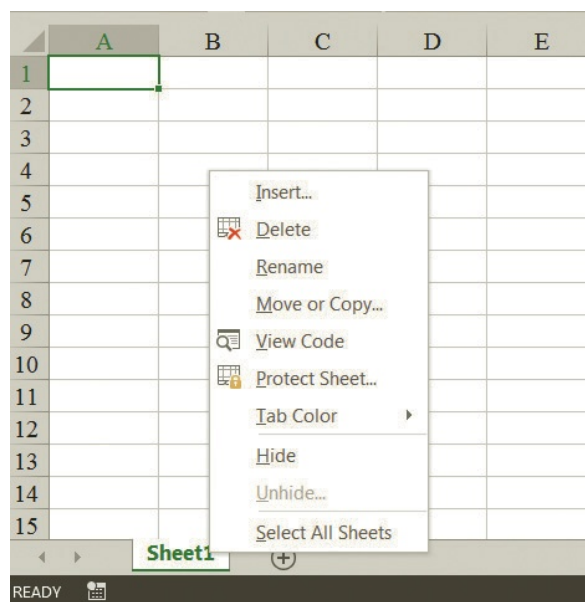 A B C D E
1
2
3
4
5
6
7
8
9
10
11
12
13
14
15
Insert...
Delete
Rename
Move or Copy...
View Code
Protect Sheet...
Tab Color
Hide
Unhide...
Select All Sheets
Sheet1
READY